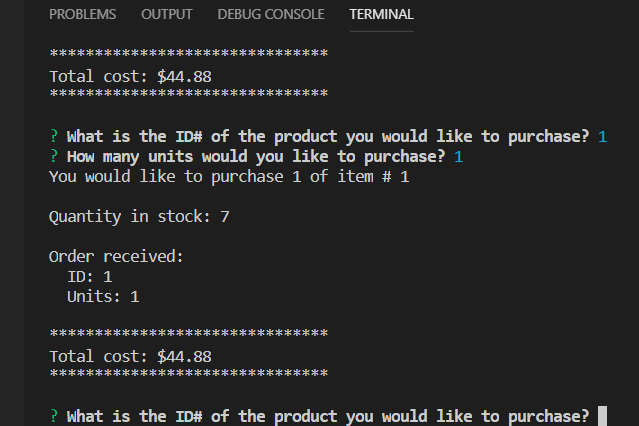 PROBLEMS OUTPUT DEBUG CONSOLE TERMINAL
*******************************
Total cost: $44.88
*******************************
? What is the ID# of the product you would like to purchase? 1
? How many units would you like to purchase? 1
You would like to purchase 1 of item # 1
Quantity in stock: 7
Order received:
ID: 1
Units: 1
*******************************
Total cost: $44.88
*******************************
? What is the ID# of the product you would like to purchase?